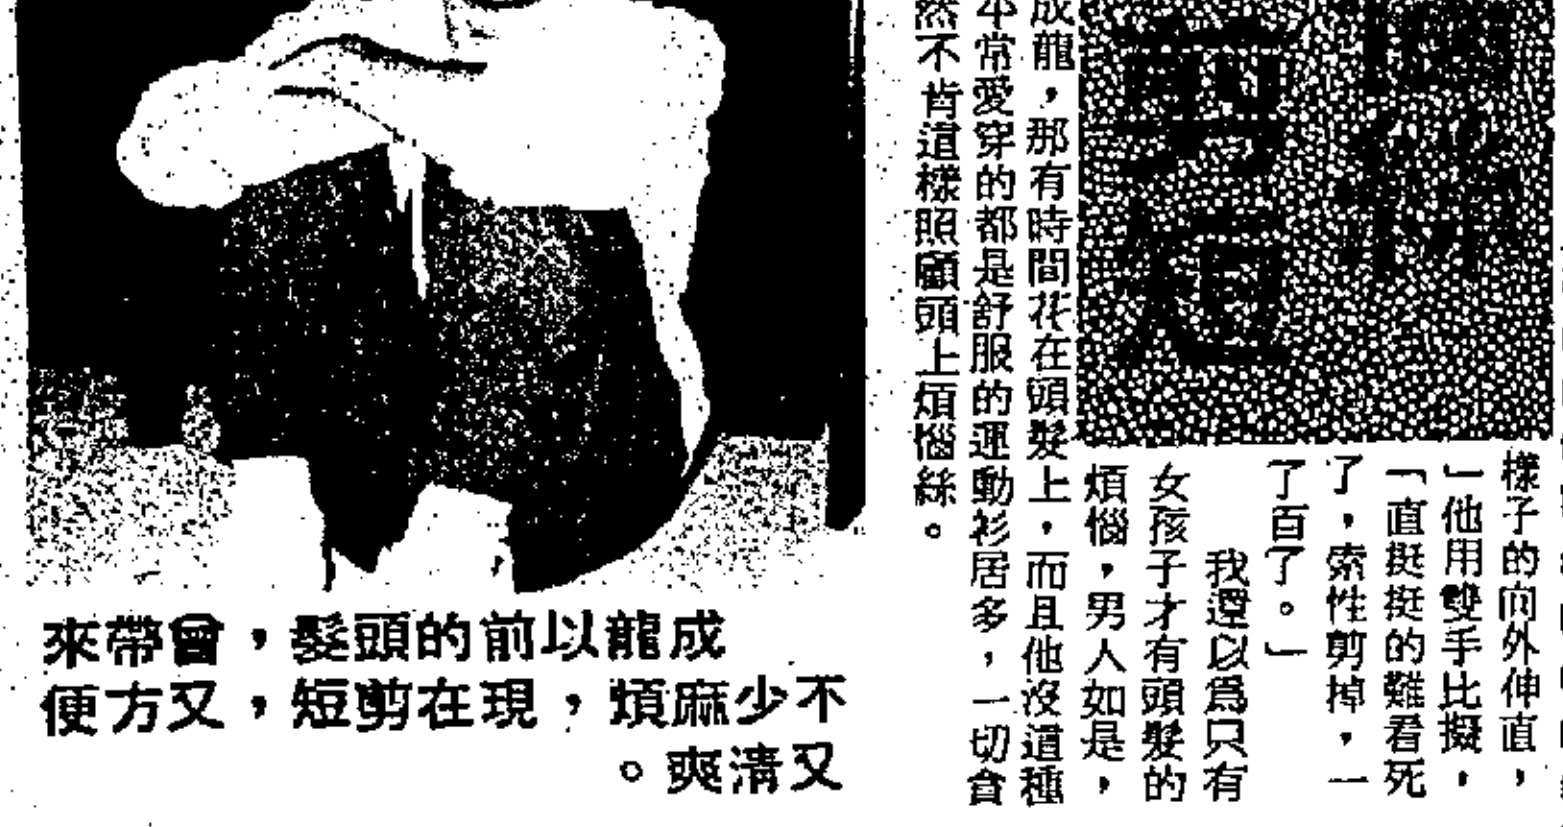 剪短
樣子的向外伸直，
」他用雙手比擬，
「直挺挺的難看死
了，索性剪掉，一
了百了。」
我還以爲只有
女孩子才有頭髮的
煩惱，男人如是，
成龍，那有時間花在頭髮上，而且他沒這種
常愛穿的都是舒服的運動衫居多，一切貪
然不肯這樣照顧頭上煩惱絲。
成龍以前的頭髮，曾帶來
不少麻煩，現在剪短，又方便
又清爽。